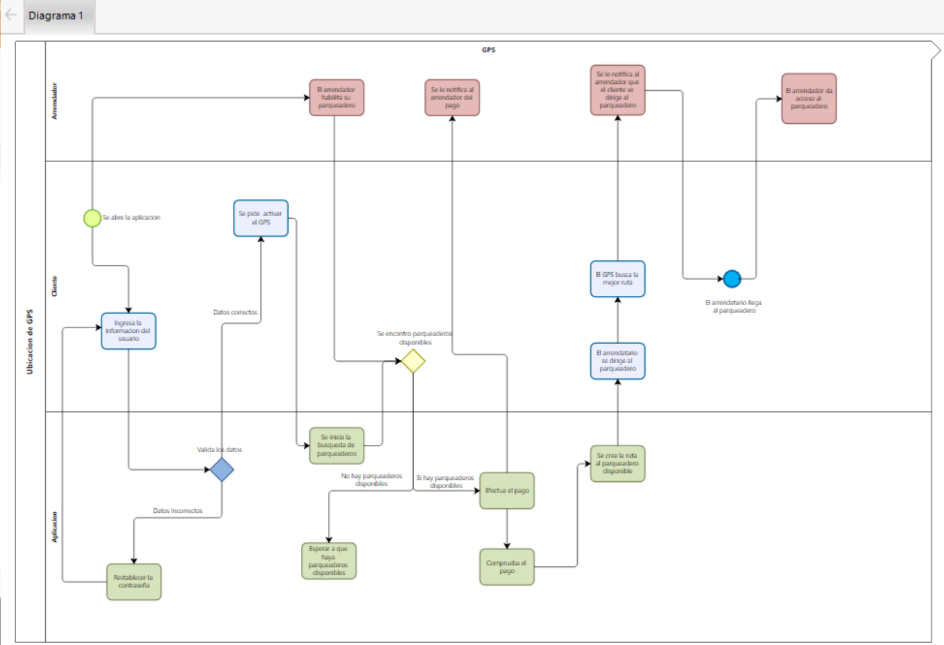 Diagrama 1
GPS
Ubicacion de GPS
Arrendador
El arrendador
habilita su
parqueadero
Se le notifica al
arrendador del
pago
Se le notifica al
arrendador que
el cliente se
dirige al
parqueadero
El arrendador da
acceso al
parqueadero
Cliente
Se abre la aplicacion
Se pide activar
el GPS
Ingresa la
informacion del
usuario
Datos correctos
Se encontro parqueaderos
disponibles
El GPS busca la
mejor ruta
El arrendatario llega
al parqueadero
El arrendatario
se dirige al
parqueadero
Aplicacion
Valida los datos
Se inicia la
busqueda de
parqueaderos
Se crea la ruta
al parqueadero
disponible
No hay parqueaderos
disponibles
Si hay parqueaderos
disponibles
Efectua el pago
Datos incorrectos
Esperar a que
haya
parqueaderos
disponibles
Comprueba el
pago
Restablecer la
contraseña